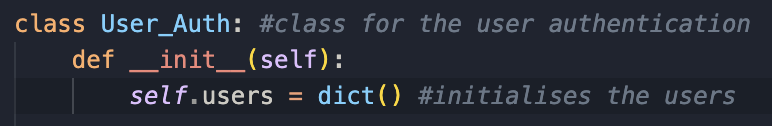 class User_Auth: #class for the user authentication
    def __init__(self):
        self.users = dict() #initialises the users